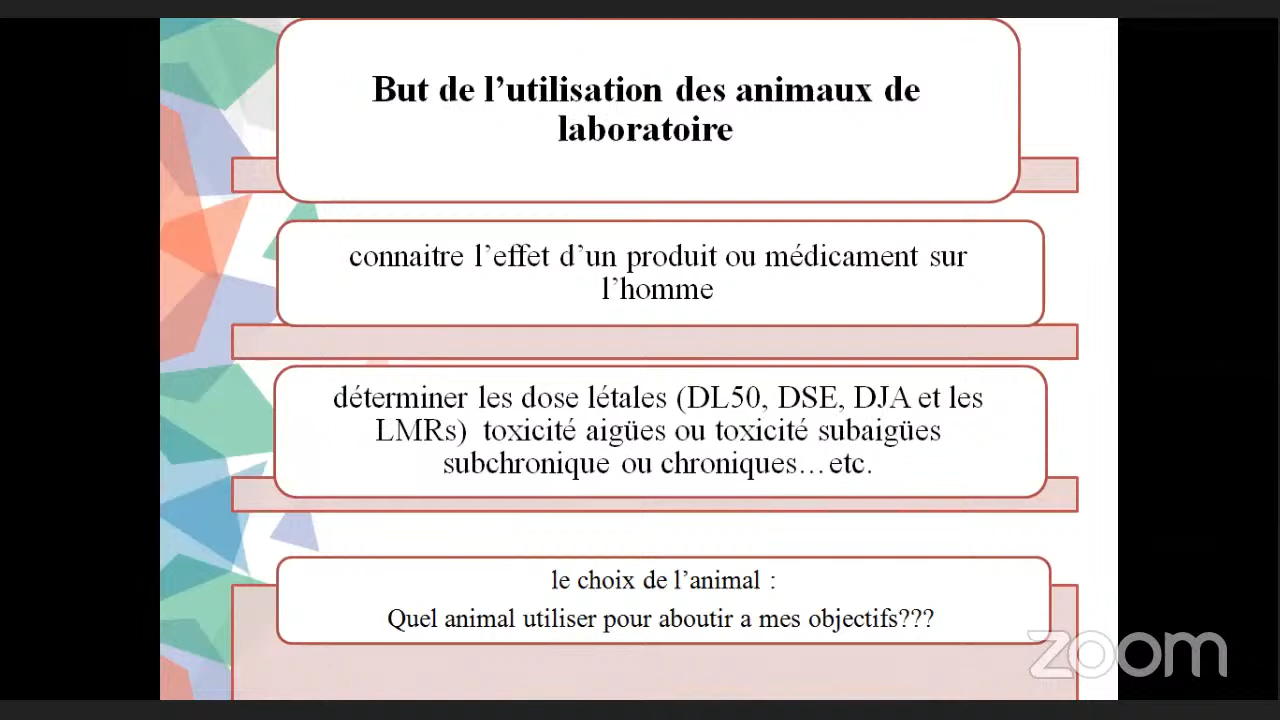 But de l’utilisation des animaux de
laboratoire
connaitre l’effet d’un produit ou médicament sur
l’homme
déterminer les dose létales (DL50, DSE, DJA et les
LMRs)  toxicité aigües ou toxicité subaigües
subchronique ou chroniques…etc.
le choix de l’animal :
Quel animal utiliser pour aboutir a mes objectifs???
zoom